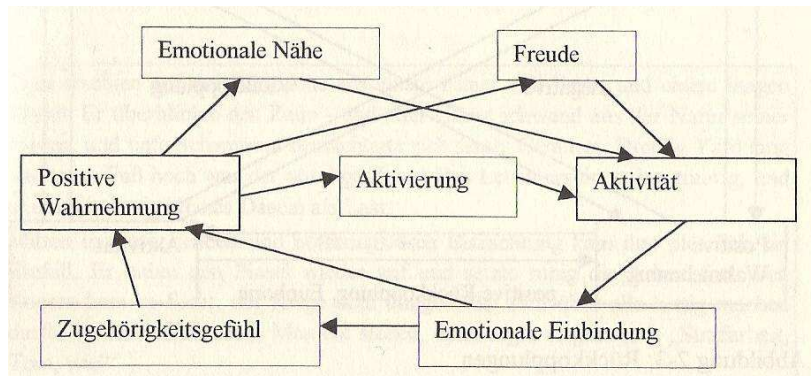 Emotionale Nähe
Freude
Positive
Wahrnehmung
Aktivierung
Aktivität
Zugehörigkeitsgefühl
Emotionale Einbindung